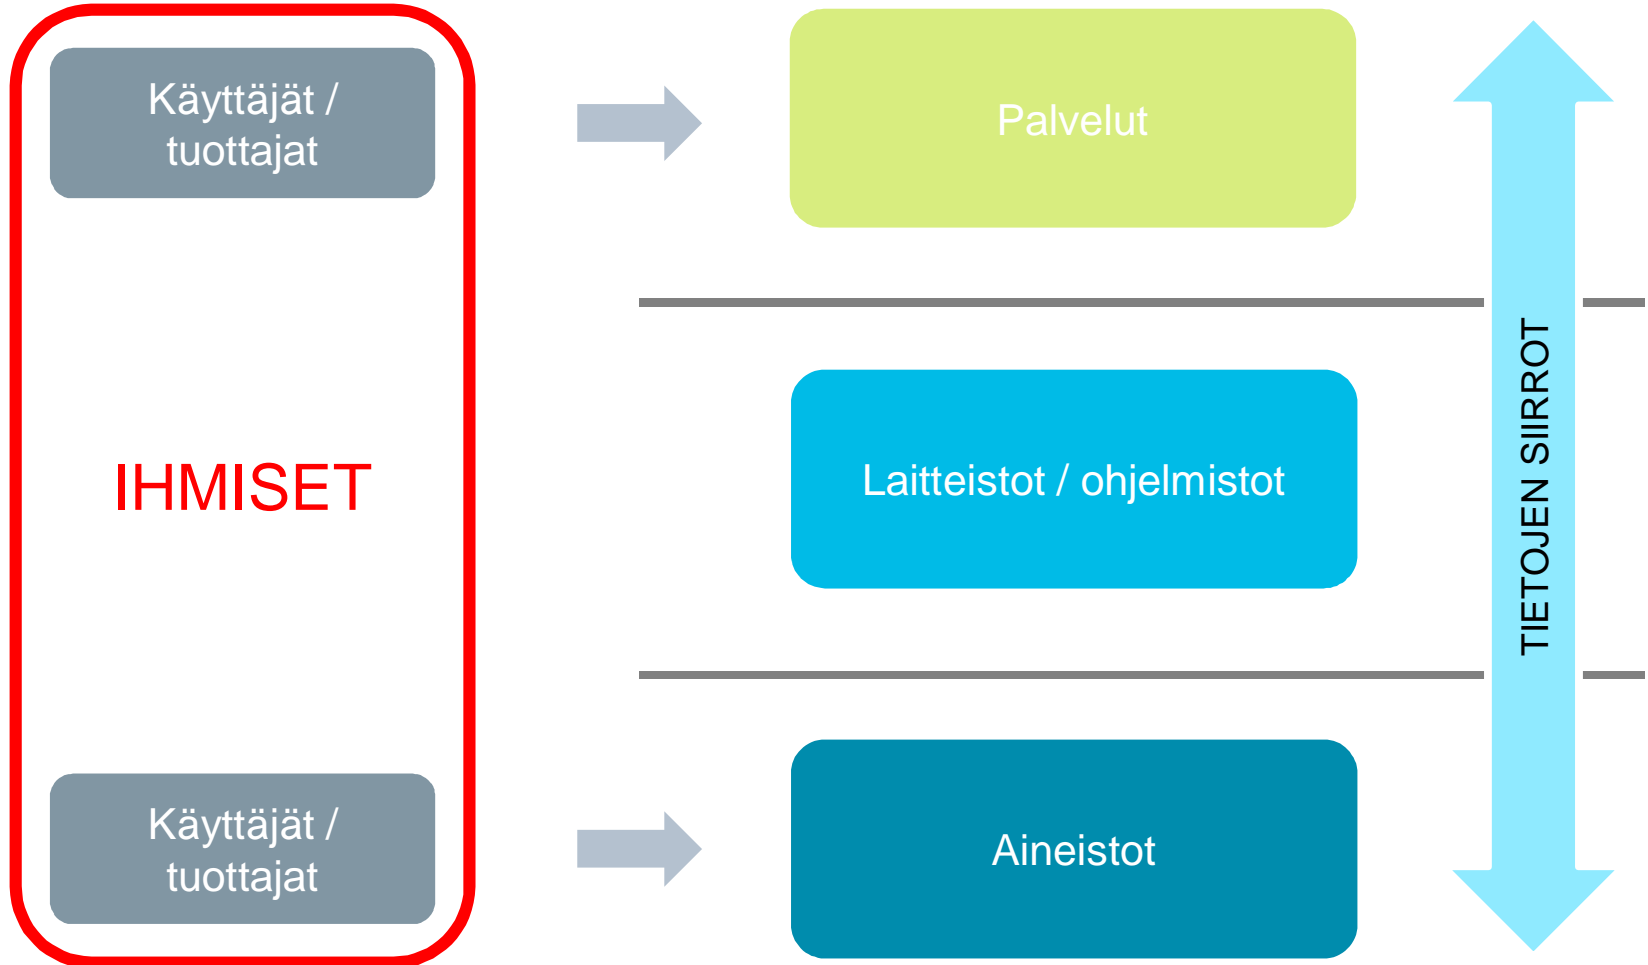 Käyttäjät /
tuottajat
Palvelut
IHMISET
Laitteistot / ohjelmistot
TIETOJEN SIIRROT
Käyttäjät /
tuottajat
Aineistot